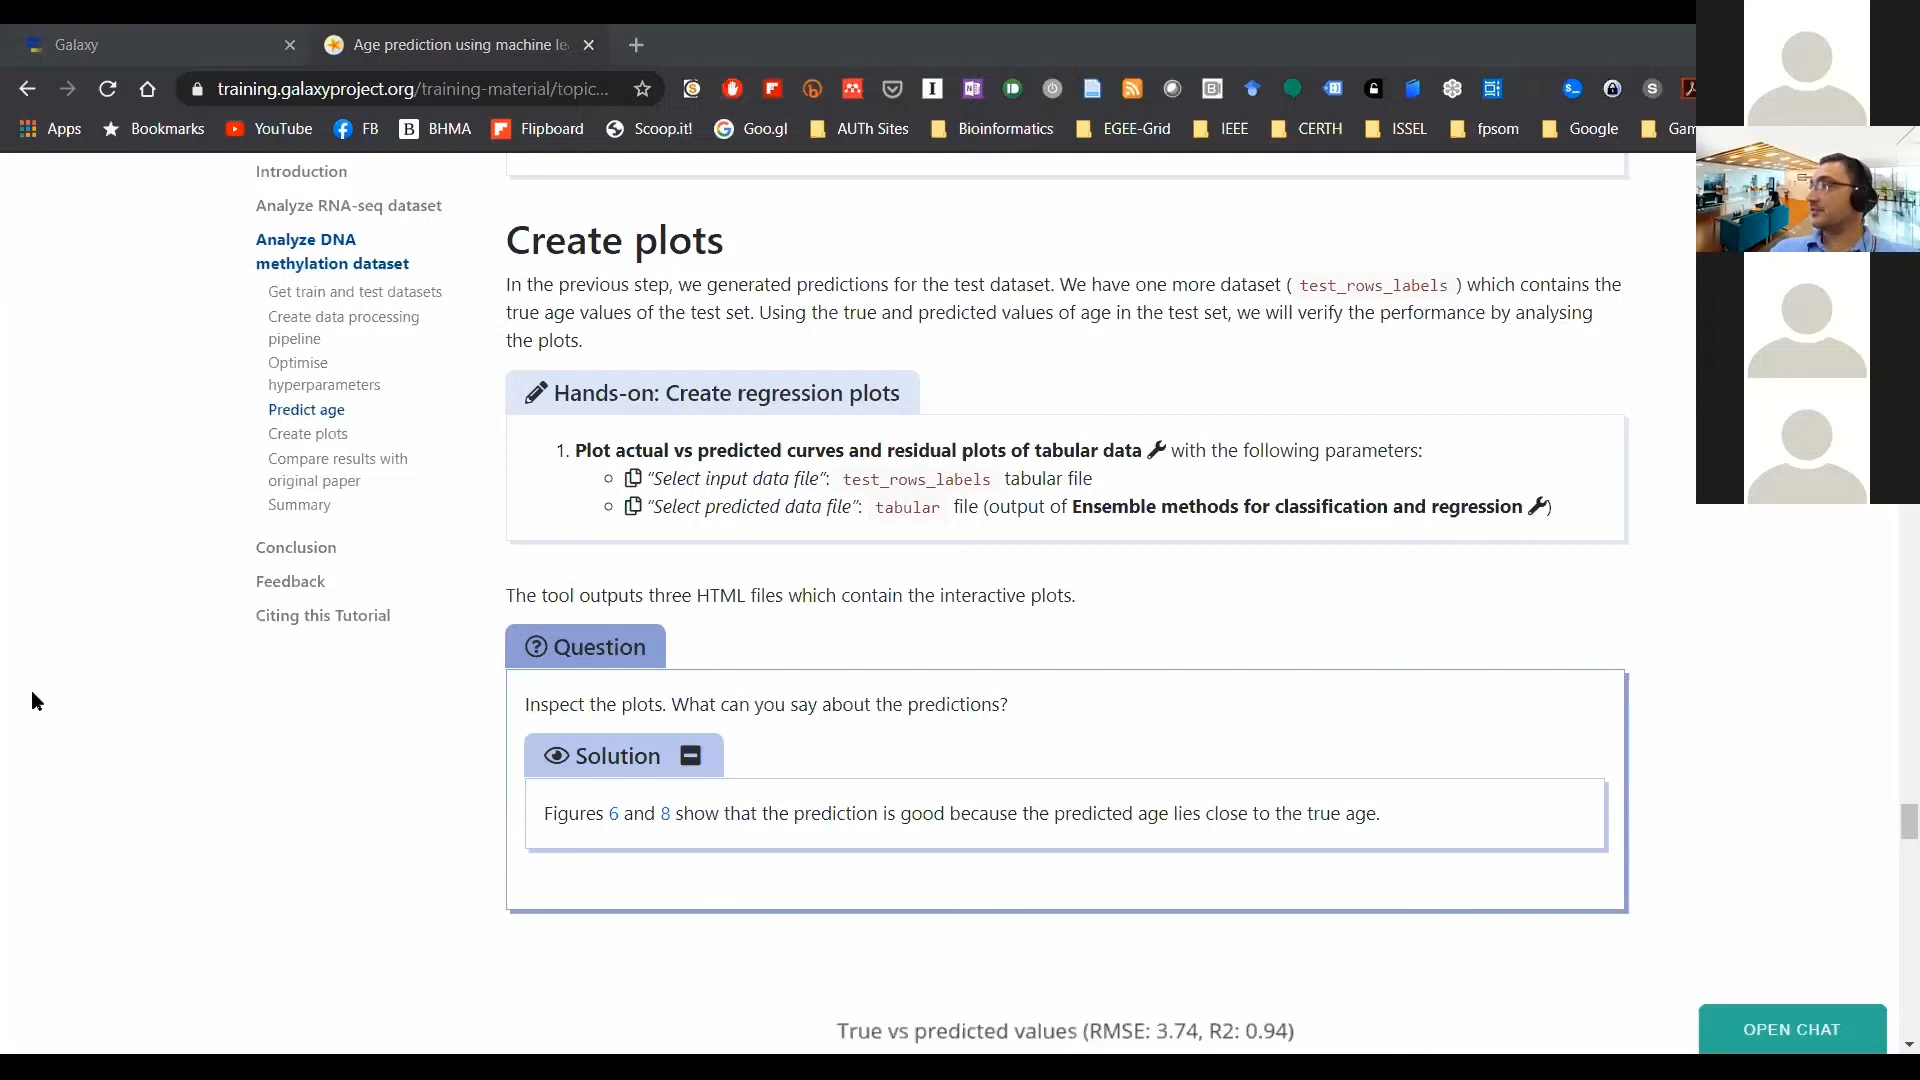 Galaxy
Age prediction using machine le
training.galaxyproject.org/training-material/topic...
Apps Bookmarks YouTube FB BHMA Flipboard Scoop.it! Goo.gl AUTh Sites Bioinformatics EGEE-Grid IEEE CERTH ISSEL fpsom Google Gam
Introduction
Analyze RNA-seq dataset
Analyze DNA
methylation dataset
Get train and test datasets
Create data processing
pipeline
Optimise
hyperparameters
Predict age
Create plots
Compare results with
original paper
Summary
Conclusion
Feedback
Citing this Tutorial
Create plots
In the previous step, we generated predictions for the test dataset. We have one more dataset ( test_rows_labels ) which contains the
true age values of the test set. Using the true and predicted values of age in the test set, we will verify the performance by analysing
the plots.
Hands-on: Create regression plots
1. Plot actual vs predicted curves and residual plots of tabular data with the following parameters:
“Select input data file”: test_rows_labels tabular file
“Select predicted data file”: tabular file (output of Ensemble methods for classification and regression )
The tool outputs three HTML files which contain the interactive plots.
Question
Inspect the plots. What can you say about the predictions?
Solution
Figures 6 and 8 show that the prediction is good because the predicted age lies close to the true age.
True vs predicted values (RMSE: 3.74, R2: 0.94)
OPEN CHAT